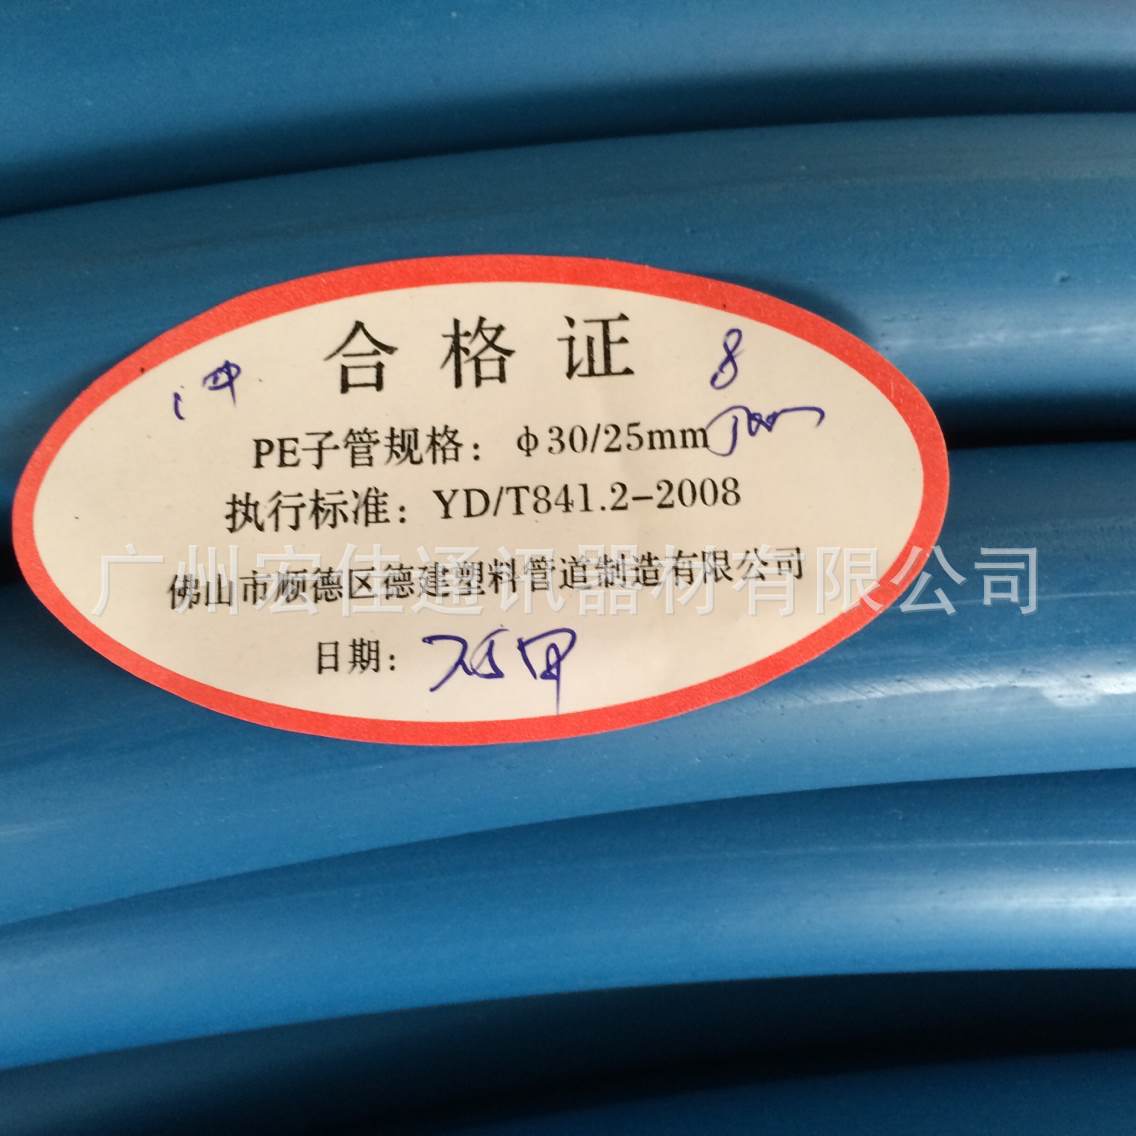 合格证
8
PE子管规格：φ30/25mm
执行标准：YD/T841.2-2008
佛山市顺德区德建塑料管道制造有限公司
广州宏佳通讯器材有限公司
日期：